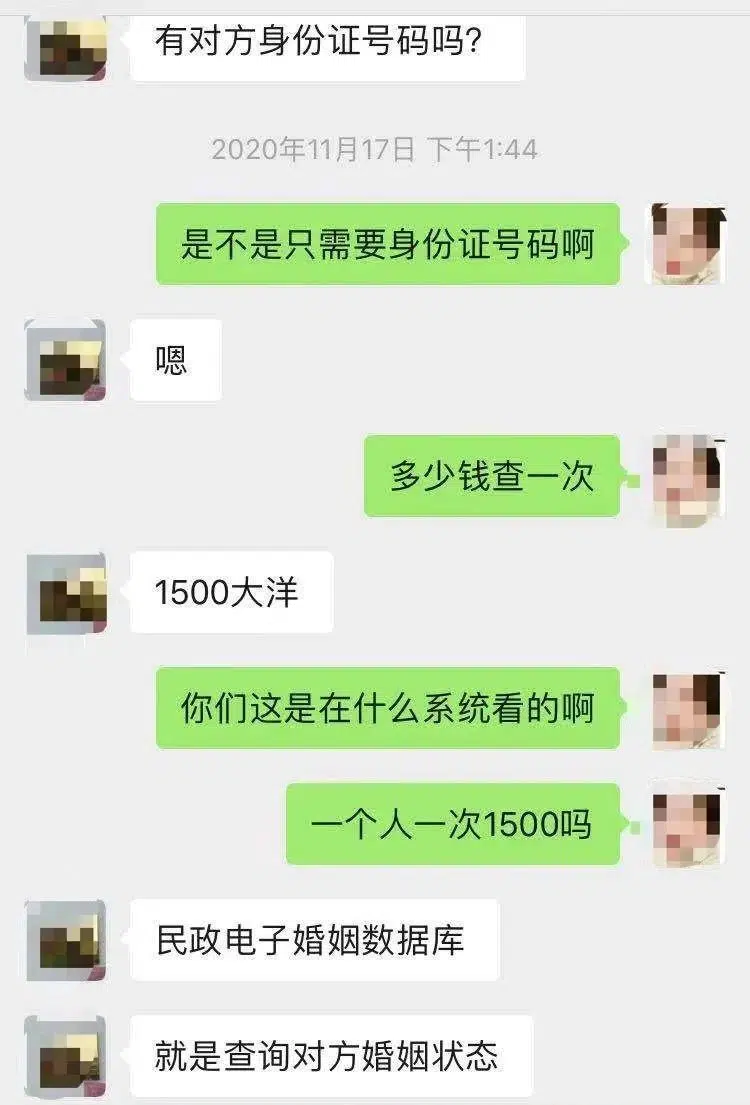 有对方身份证号码吗?
2020年11月17日 下午1:44
是不是只需要身份证号码啊
嗯
多少钱查一次
1500大洋
你们这是在什么系统看的啊
一个人一次1500吗
民政电子婚姻数据库
就是查询对方婚姻状态